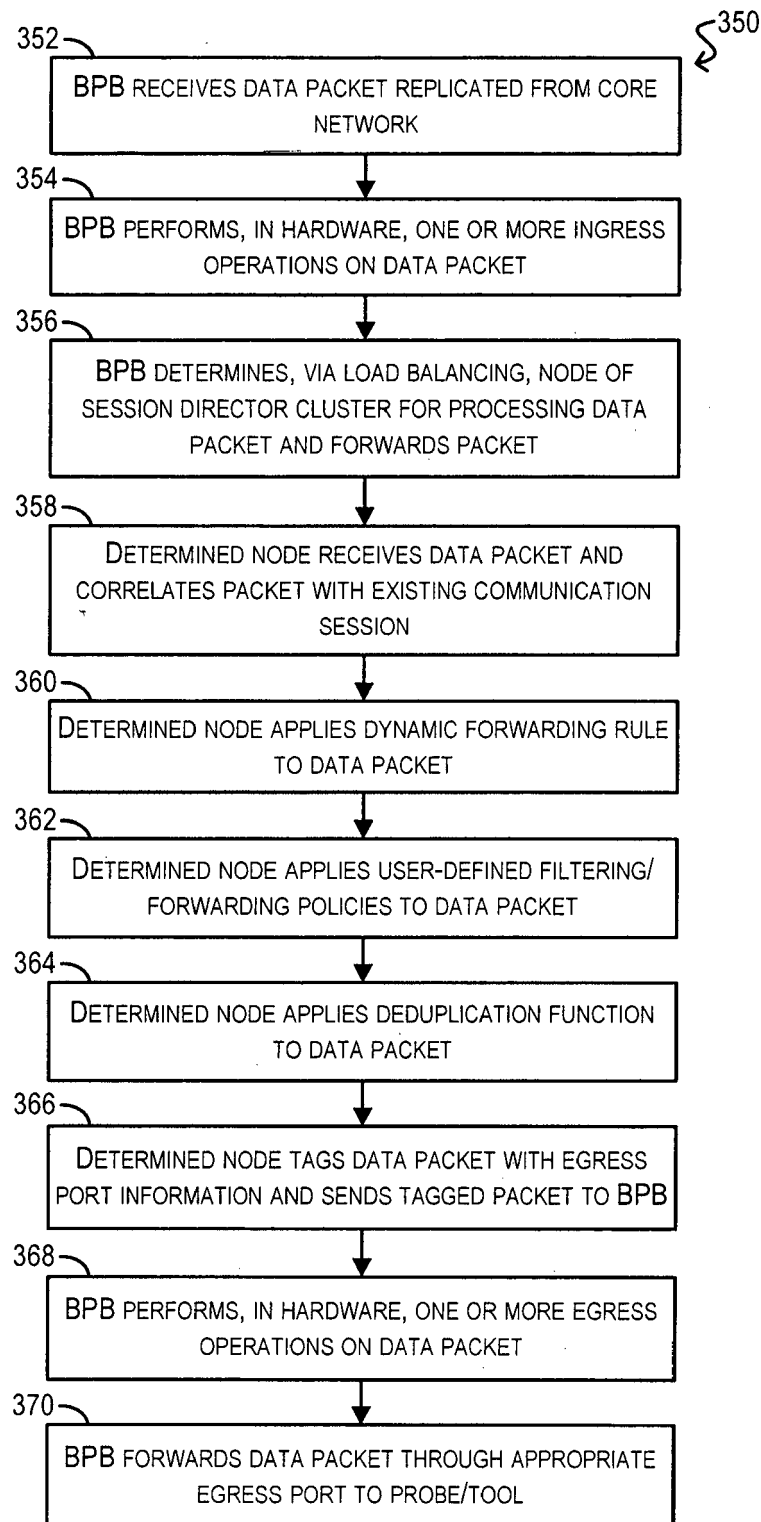 350
352
BPB RECEIVES DATA PACKET REPLICATED FROM CORE
NETWORK
354
BPB PERFORMS, IN HARDWARE, ONE OR MORE INGRESS
OPERATIONS ON DATA PACKET
356
BPB DETERMINES, VIA LOAD BALANCING, NODE OF
SESSION DIRECTOR CLUSTER FOR PROCESSING DATA
PACKET AND FORWARDS PACKET
358
DETERMINED NODE RECEIVES DATA PACKET AND
CORRELATES PACKET WITH EXISTING COMMUNICATION
SESSION
360
DETERMINED NODE APPLIES DYNAMIC FORWARDING RULE
TO DATA PACKET
362
DETERMINED NODE APPLIES USER-DEFINED FILTERING/
FORWARDING POLICIES TO DATA PACKET
364
DETERMINED NODE APPLIES DEDUPLICATION FUNCTION
TO DATA PACKET
366
DETERMINED NODE TAGS DATA PACKET WITH EGRESS
PORT INFORMATION AND SENDS TAGGED PACKET TO BPB
368
BPB PERFORMS, IN HARDWARE, ONE OR MORE EGRESS
OPERATIONS ON DATA PACKET
370
BPB FORWARDS DATA PACKET THROUGH APPROPRIATE
EGRESS PORT TO PROBE/TOOL